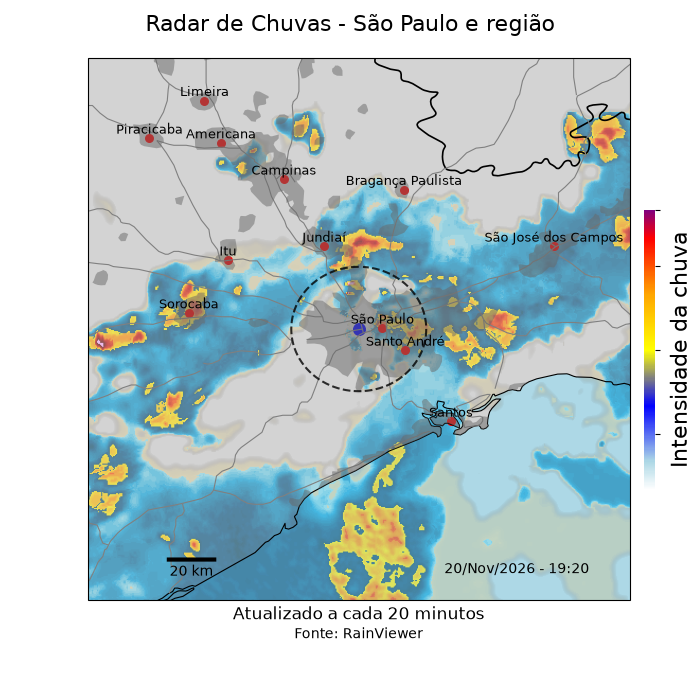 Radar de Chuvas - São Paulo e região
Limeira
Piracicaba
Americana
Campinas
Bragança Paulista
Jundiaí
São José dos Campos
Itu
Sorocaba
São Paulo
Santo André
Santos
Intensidade da chuva
20 km
20/Nov/2026 - 19:20
Atualizado a cada 20 minutos
Fonte: RainViewer